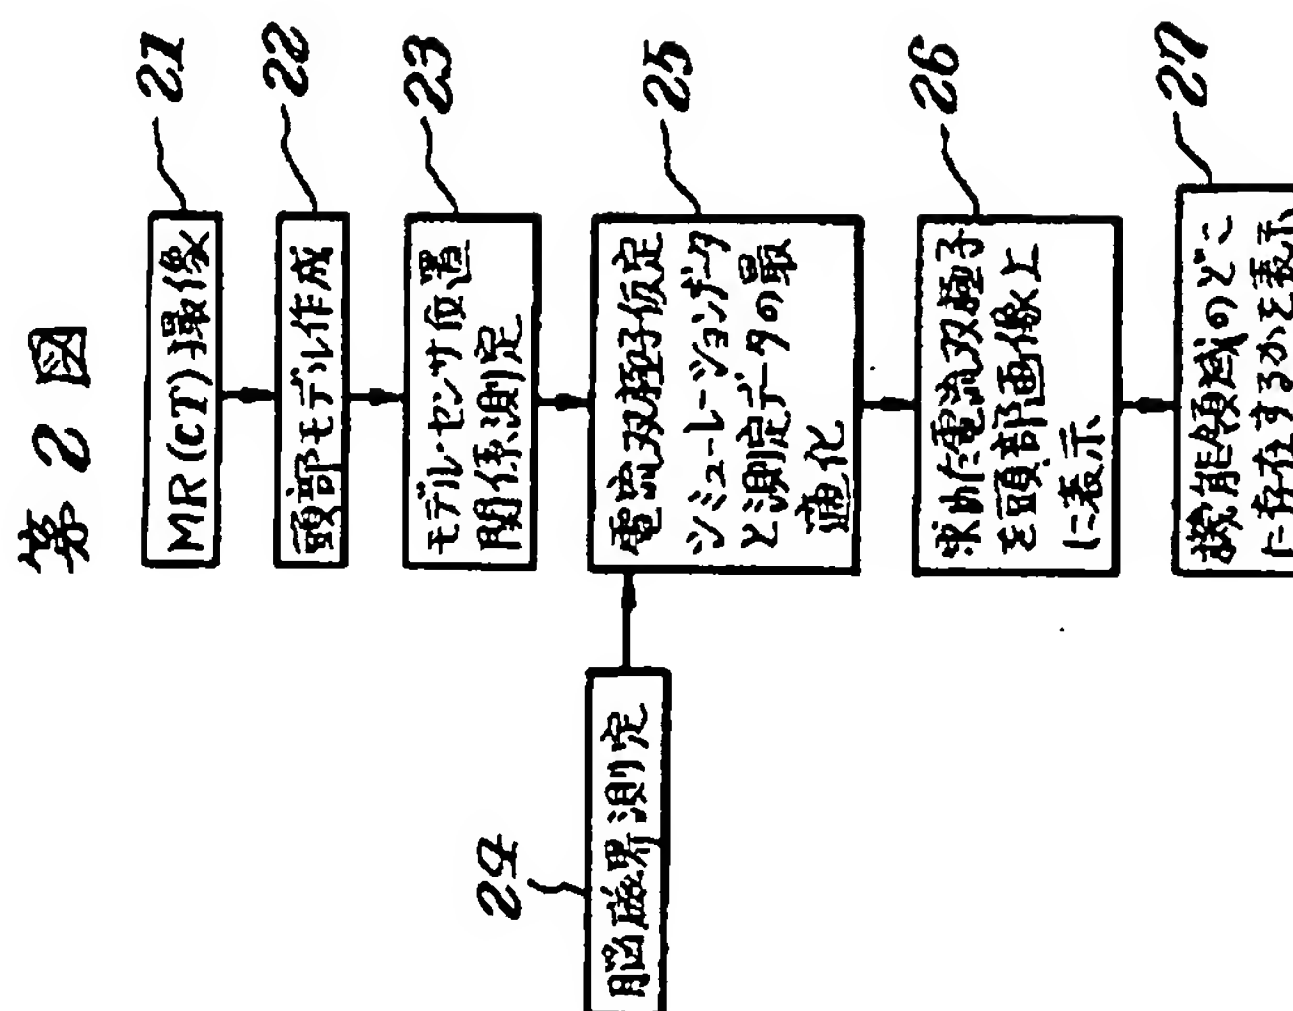 第2図
21
MR(CT)撮像
22
頭部モデル作成
23
モデル・センサ位置
関係測定
24
脳磁界測定
25
電流双極子仮定
シミュレーションデータ
と測定データの最
適化
26
求めた電流双極子
を頭部画像上
に表示
27
機能領域のどこ
に存在するかを表示